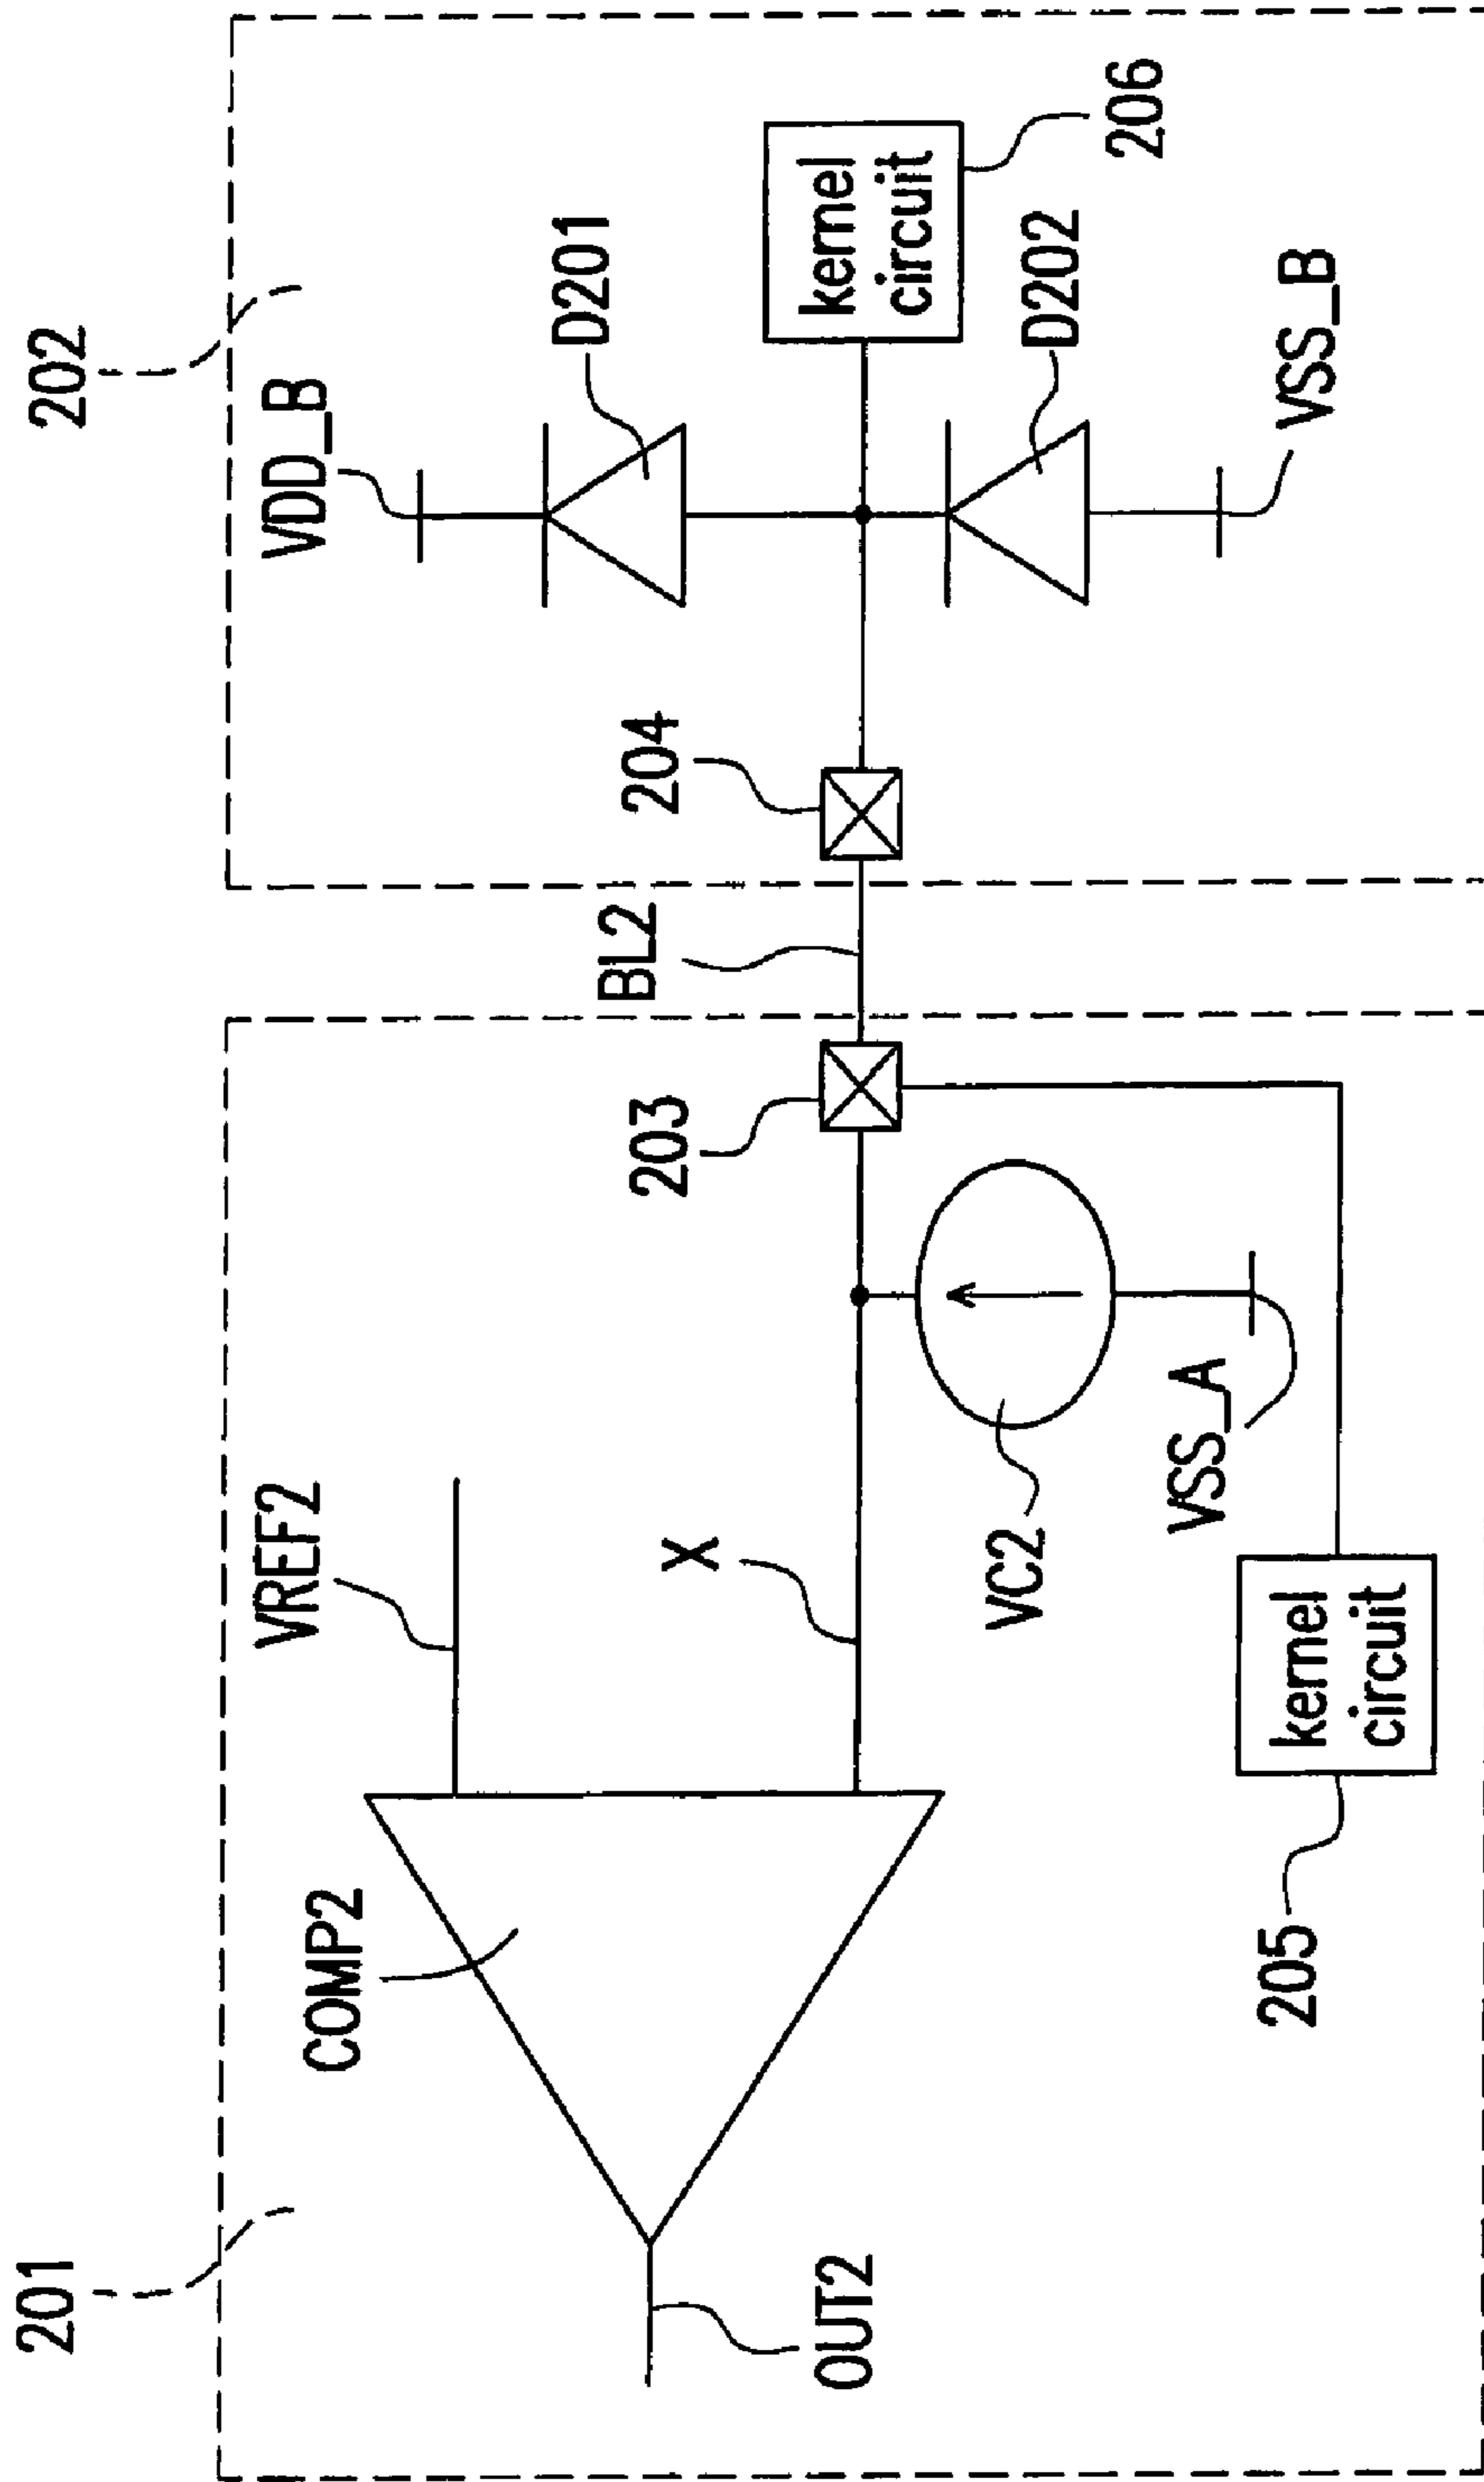 201
202
VREF2
COMP2
OUT2
X
VC2
VSS_A
kernel
circuit
205
203
BL2
204
VDD_B
D201
kernel
circuit
206
D202
VSS_B